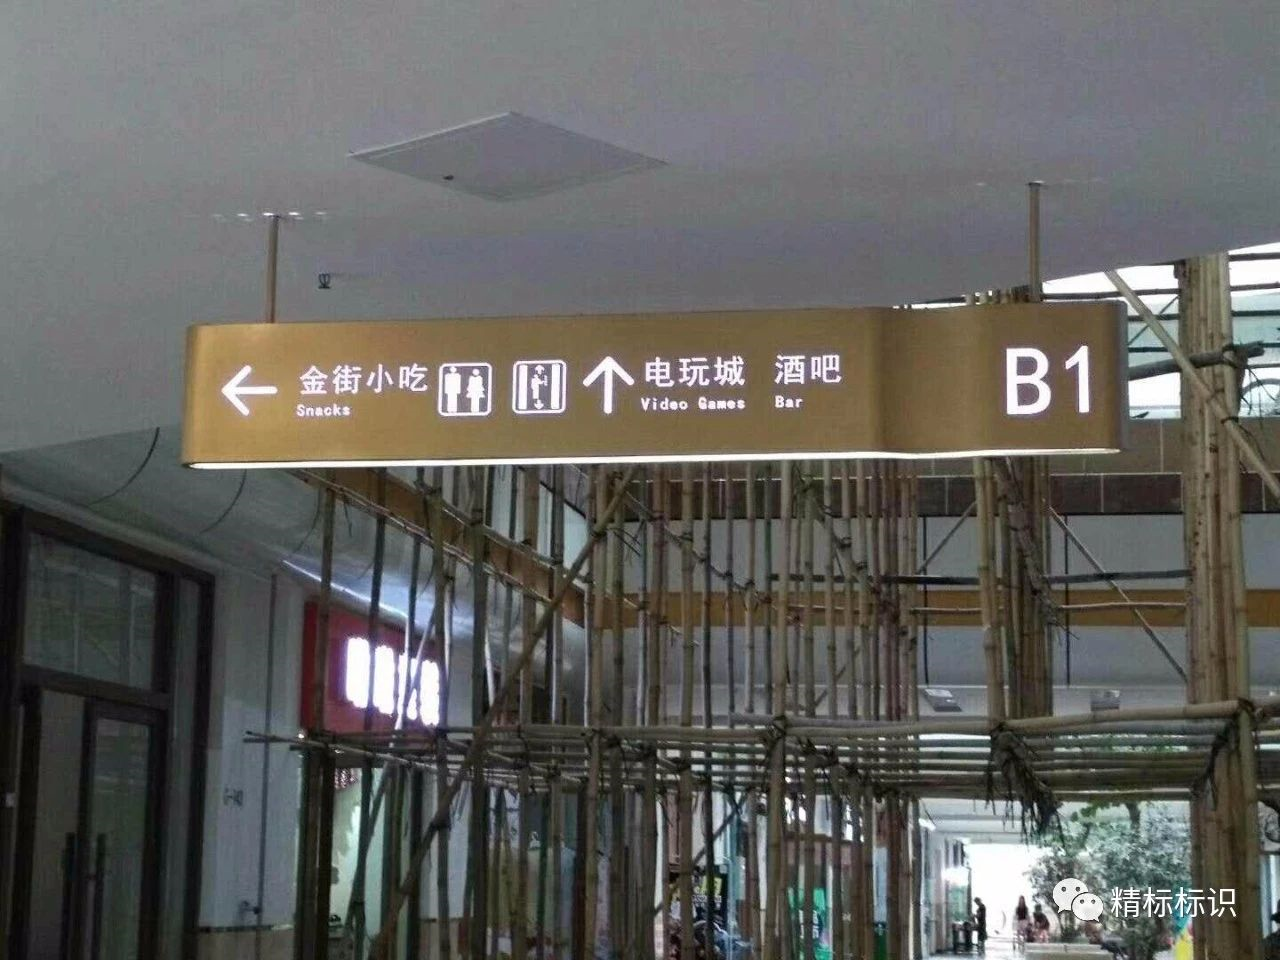 金街小吃
Snacks
电玩城 酒吧
Video Games Bar
B1
精标标识